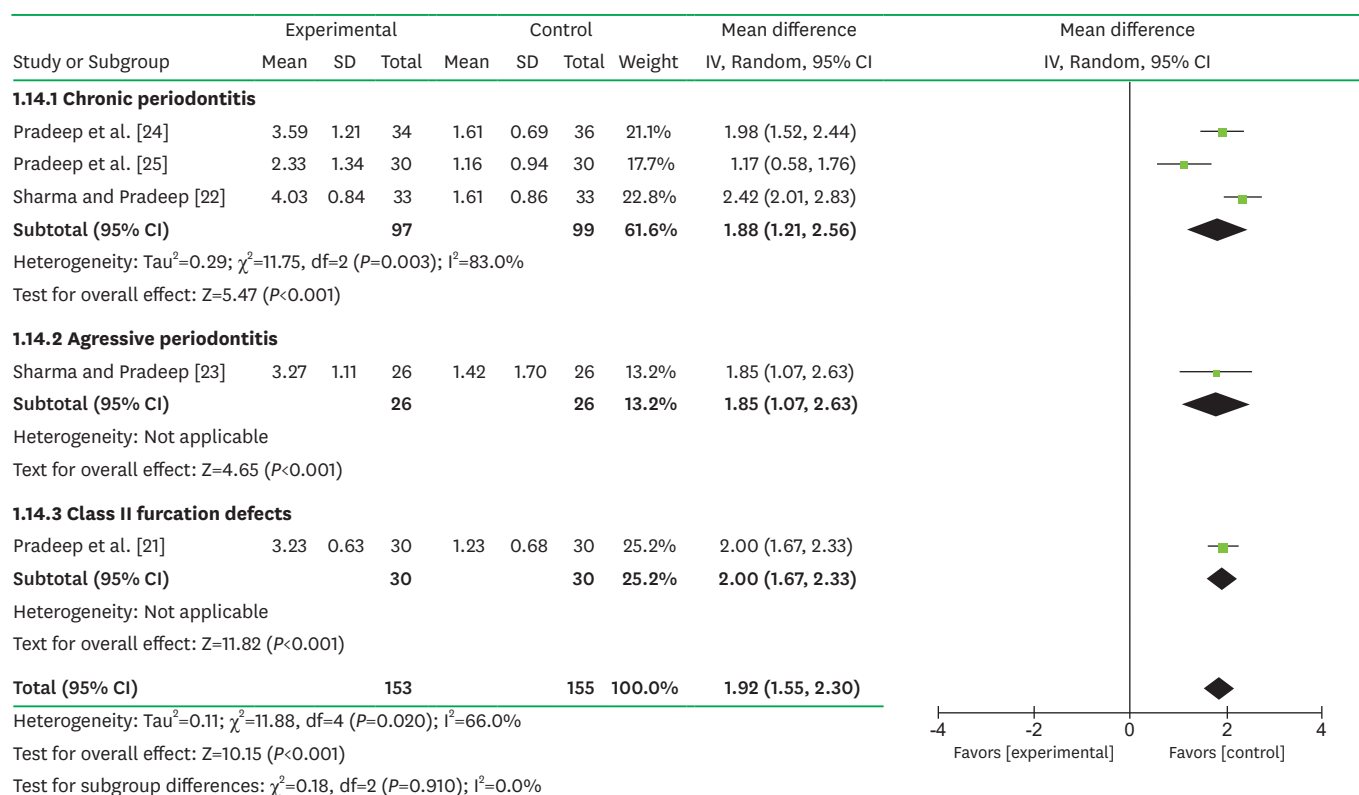 Experimental Control Mean difference Mean difference
Study or Subgroup Mean SD Total Mean SD Total Weight IV, Random, 95% CI IV, Random, 95% CI
1.14.1 Chronic periodontitis
Pradeep et al. [24] 3.59 1.21 34 1.61 0.69 36 21.1% 1.98 (1.52, 2.44)
Pradeep et al. [25] 2.33 1.34 30 1.16 0.94 30 17.7% 1.17 (0.58, 1.76)
Sharma and Pradeep [22] 4.03 0.84 33 1.61 0.86 33 22.8% 2.42 (2.01, 2.83)
Subtotal (95% CI) 97 99 61.6% 1.88 (1.21, 2.56)
Heterogeneity: Tau²=0.29; χ²=11.75, df=2 (P=0.003); I²=83.0%
Test for overall effect: Z=5.47 (P<0.001)
1.14.2 Agressive periodontitis
Sharma and Pradeep [23] 3.27 1.11 26 1.42 1.70 26 13.2% 1.85 (1.07, 2.63)
Subtotal (95% CI) 26 26 13.2% 1.85 (1.07, 2.63)
Heterogeneity: Not applicable
Text for overall effect: Z=4.65 (P<0.001)
1.14.3 Class II furcation defects
Pradeep et al. [21] 3.23 0.63 30 1.23 0.68 30 25.2% 2.00 (1.67, 2.33)
Subtotal (95% CI) 30 30 25.2% 2.00 (1.67, 2.33)
Heterogeneity: Not applicable
Text for overall effect: Z=11.82 (P<0.001)
Total (95% CI) 153 155 100.0% 1.92 (1.55, 2.30)
Heterogeneity: Tau²=0.11; χ²=11.88, df=4 (P=0.020); I²=66.0%
Test for overall effect: Z=10.15 (P<0.001)
Test for subgroup differences: χ²=0.18, df=2 (P=0.910); I²=0.0%
-4 -2 0 2 4
Favors [experimental] Favors [control]